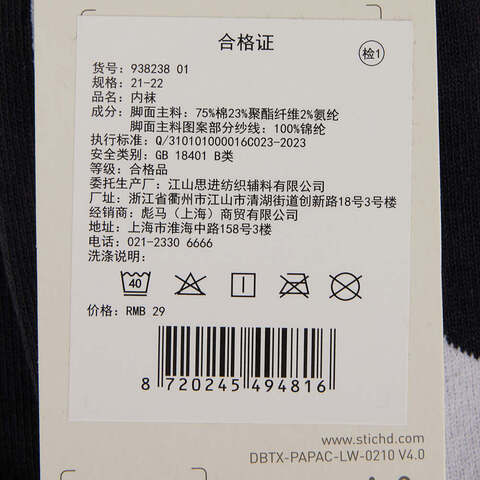 合格证
检1
货号: 938238 01
规格: 21-22
品名: 内袜
成分: 脚面主料: 75%棉23%聚酯纤维2%氨纶
脚面主料图案部分纱线: 100%锦纶
执行标准: Q/310101000016C023-2023
安全类别: GB 18401 B类
等级: 合格品
委托生产厂: 江山思进纺织辅料有限公司
厂址: 浙江省衢州市江山市清湖街道创新路18号3号楼
经销商: 彪马（上海）商贸有限公司
地址: 上海市淮海中路158号3楼
电话: 021-2330 6666
洗涤说明:
40
价格: RMB 29
8 720245 494816
www.stichd.com
DBTX-PAPAC-LW-0210 V4.0